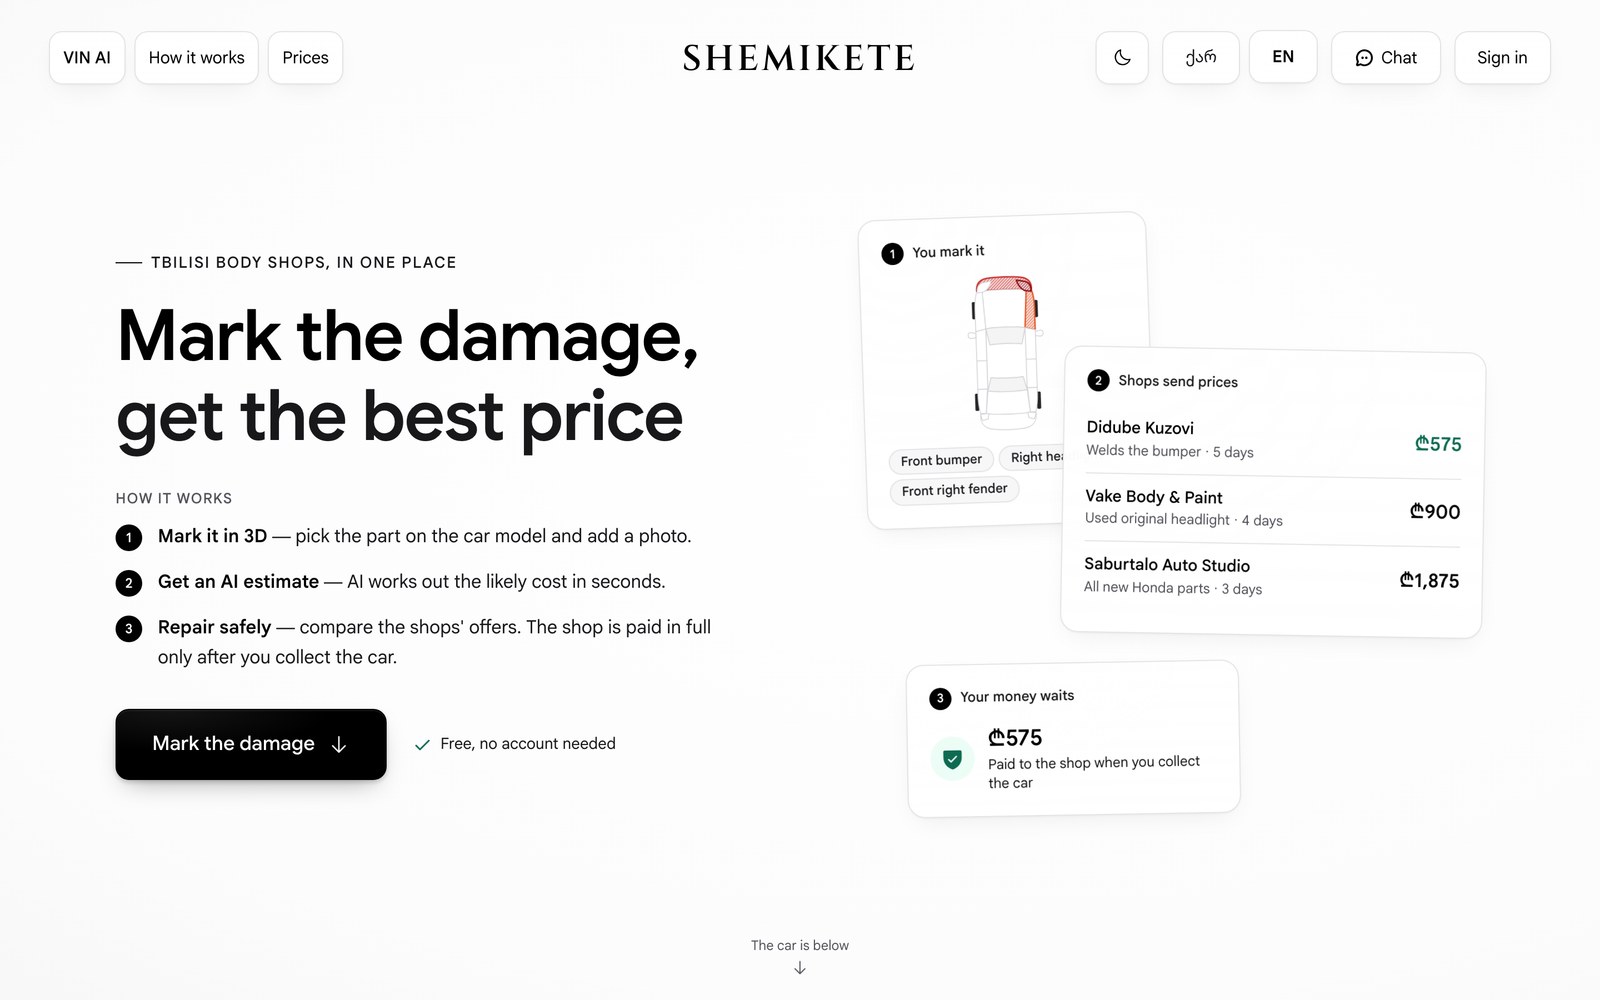 VIN AI
How it works
Prices
SHEMIKETE
ქარ
EN
Chat
Sign in
TBILISI BODY SHOPS, IN ONE PLACE
Mark the damage,
get the best price
HOW IT WORKS
1 Mark it in 3D — pick the part on the car model and add a photo.
2 Get an AI estimate — AI works out the likely cost in seconds.
3 Repair safely — compare the shops' offers. The shop is paid in full
only after you collect the car.
Mark the damage ↓
Free, no account needed
1 You mark it
Front bumper
Right hea
Front right fender
2 Shops send prices
Didube Kuzovi
Welds the bumper · 5 days
₾575
Vake Body & Paint
Used original headlight · 4 days
₾900
Saburtalo Auto Studio
All new Honda parts · 3 days
₾1,875
3 Your money waits
₾575
Paid to the shop when you collect
the car
The car is below
↓